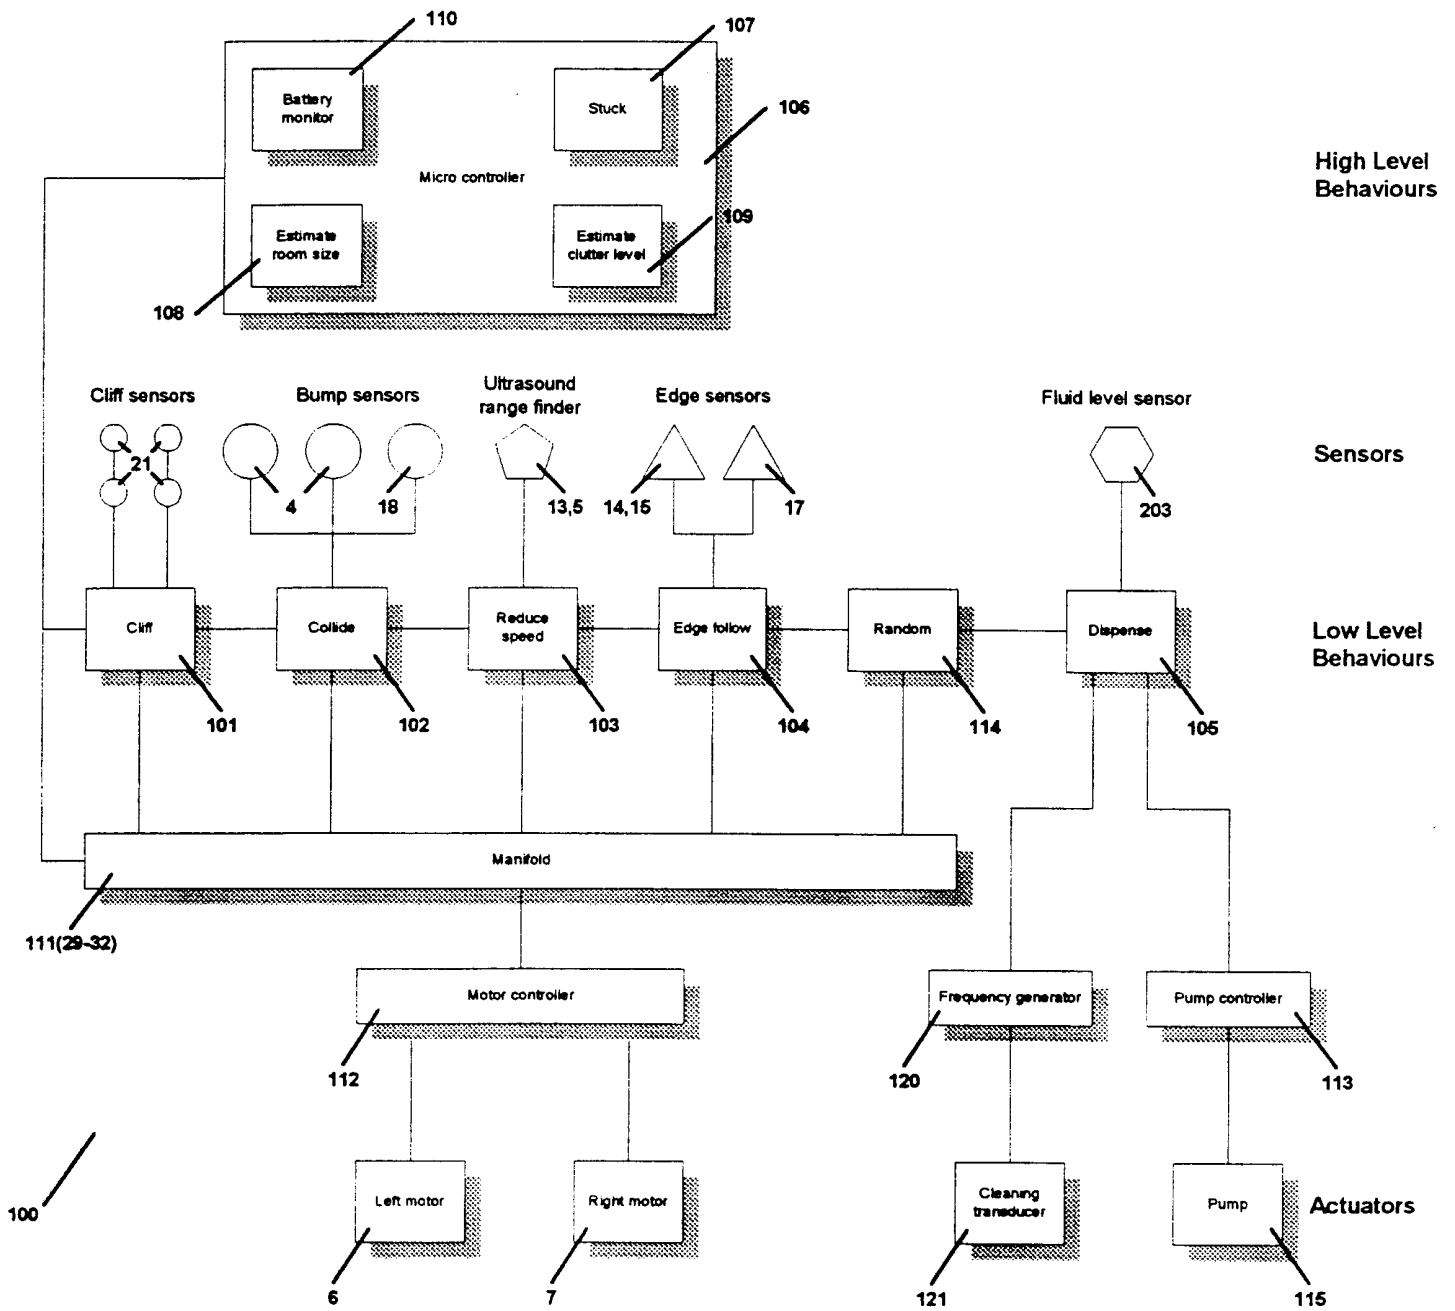 110
107
Battery
monitor
Stuck
106
High Level
Behaviours
Micro controller
109
Estimate
room size
Estimate
clutter level
108
Cliff sensors
Bump sensors
Ultrasound
range finder
Edge sensors
Fluid level sensor
Sensors
21
4
18
13,5
14,15
17
203
Cliff
Collide
Reduce
speed
Edge follow
Random
Dispense
Low Level
Behaviours
101
102
103
104
114
105
Manifold
111(29-32)
Motor controller
Frequency generator
Pump controller
112
120
113
Left motor
Right motor
Cleaning
transducer
Pump
Actuators
100
6
7
121
115